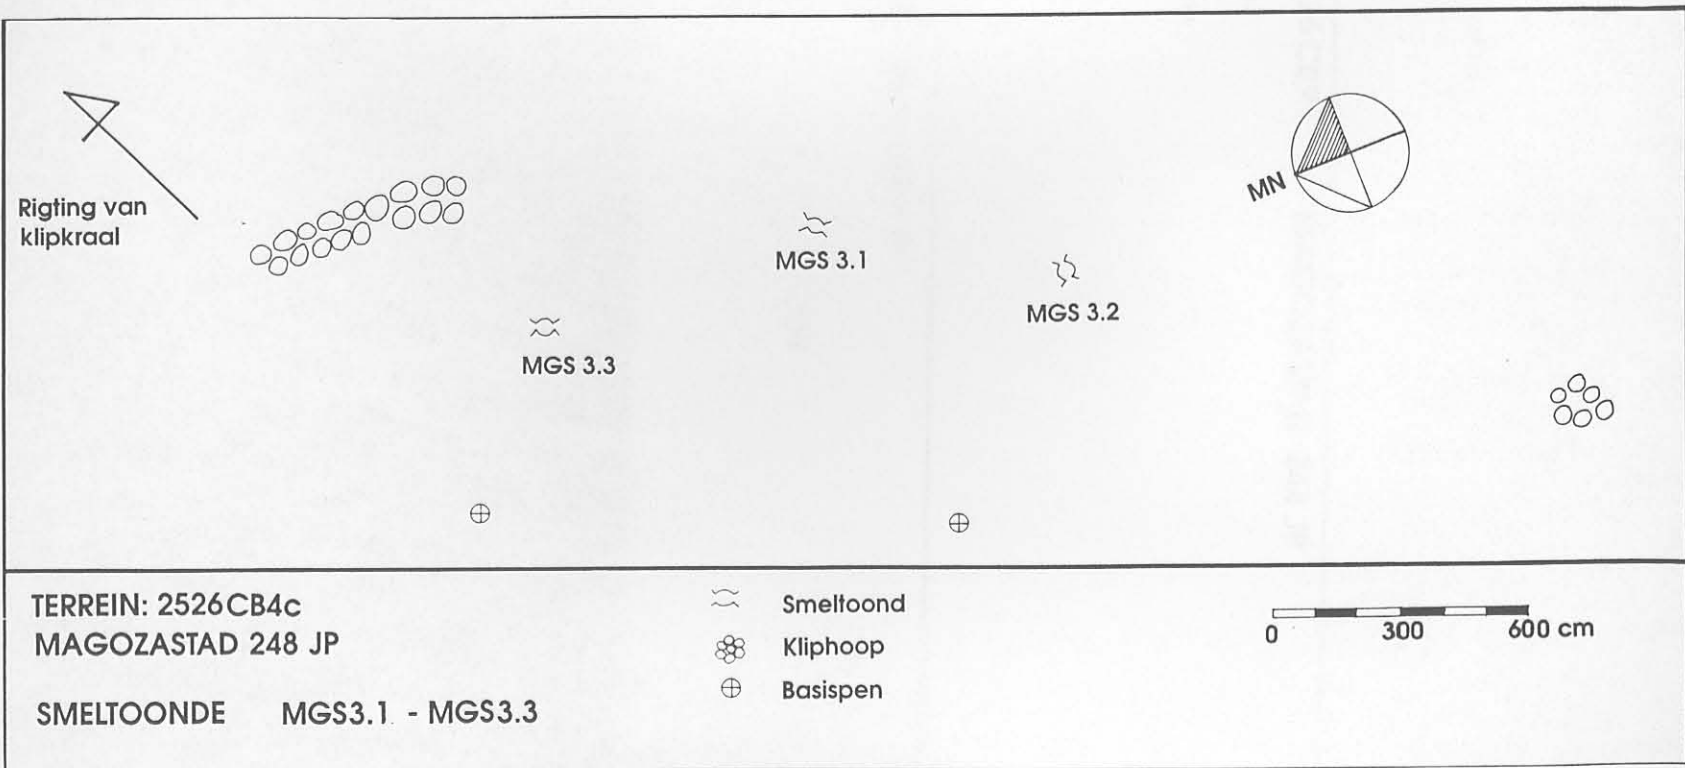 MN
Rigting van
klipkraal
MGS 3.1
MGS 3.2
MGS 3.3
TERREIN: 2526CB4c
MAGOZASTAD 248 JP
SMELTOONDE MGS3.1 - MGS3.3
Smeltoond
Kliphoop
Basispen
0 300 600 cm